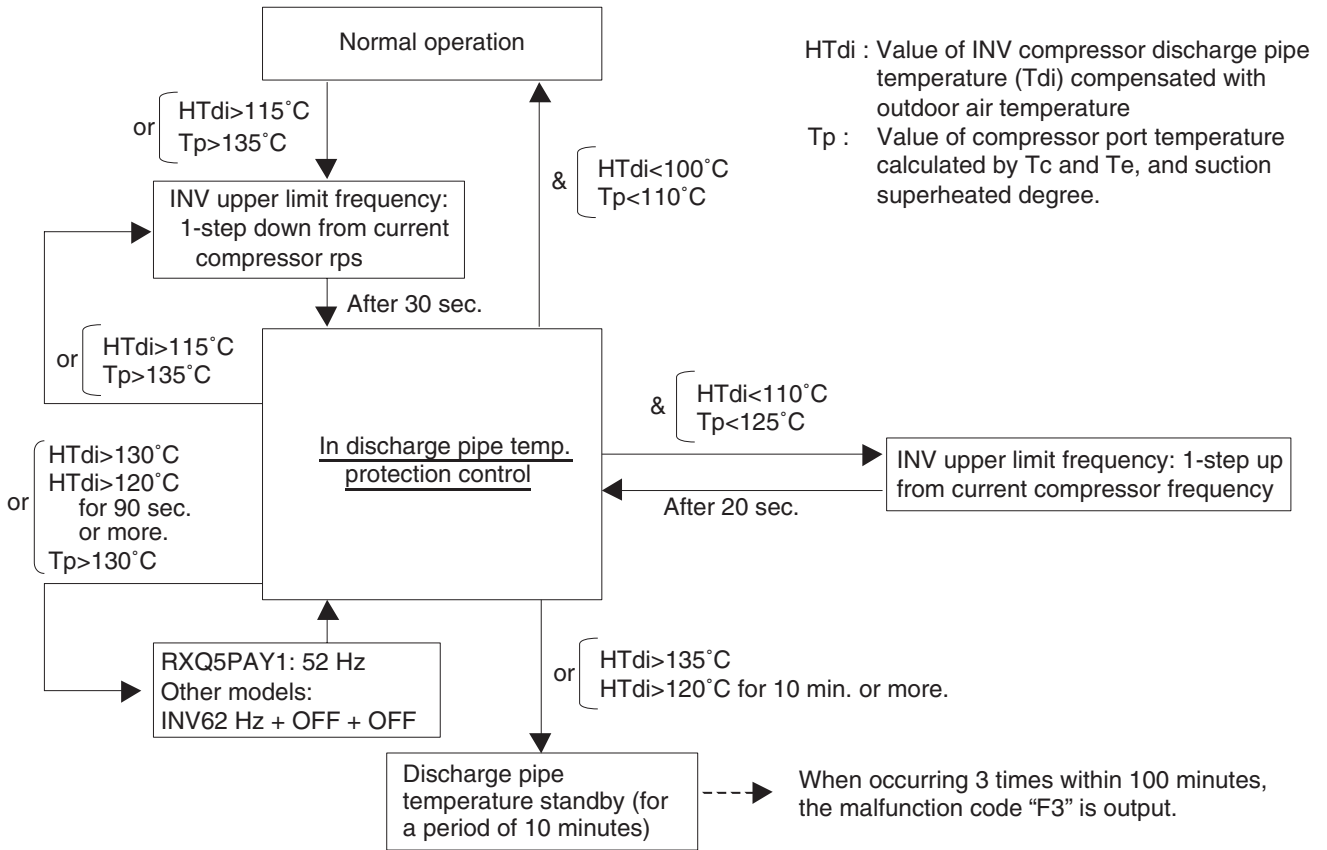 Normal operation
HTdi : Value of INV compressor discharge pipe
temperature (Tdi) compensated with
outdoor air temperature
Tp : Value of compressor port temperature
calculated by Tc and Te, and suction
superheated degree.
or
HTdi>115˚C
Tp>135˚C
&
HTdi<100˚C
Tp<110˚C
INV upper limit frequency:
1-step down from current
compressor rps
After 30 sec.
or
HTdi>115˚C
Tp>135˚C
&
HTdi<110˚C
Tp<125˚C
In discharge pipe temp.
protection control
INV upper limit frequency: 1-step up
from current compressor frequency
After 20 sec.
or
HTdi>130˚C
HTdi>120˚C
for 90 sec.
or more.
Tp>130˚C
RXQ5PAY1: 52 Hz
Other models:
INV62 Hz + OFF + OFF
or
HTdi>135˚C
HTdi>120˚C for 10 min. or more.
Discharge pipe
temperature standby (for
a period of 10 minutes)
When occurring 3 times within 100 minutes,
the malfunction code “F3” is output.